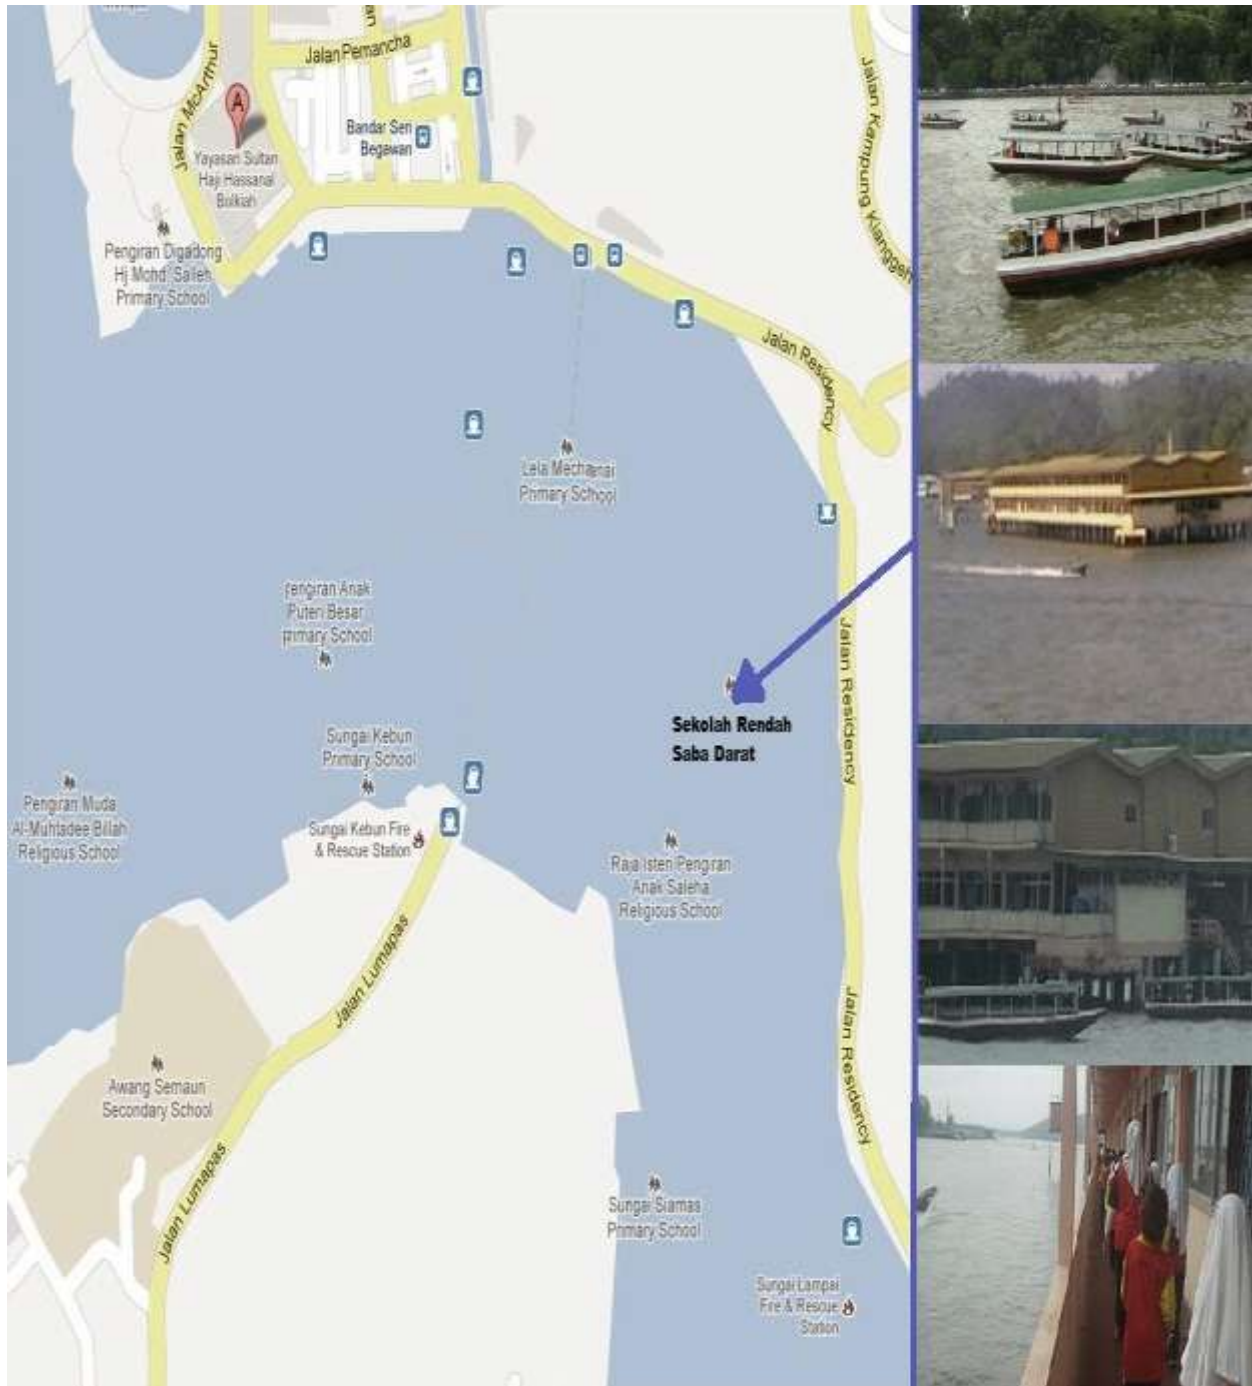 Jalan Pemancha
Jalan McArthur
A
Yayasan Sultan
Haji Hassanal
Bolkiah
Bandar Seri
Begawan
Jalan Kampung Kianggeh
Pengiran Digadong
Hj Mohd. Salleh
Primary School
Jalan Residency
Lela Mechanai
Primary School
Pengiran Anak
Puteri Besar
primary School
Jalan Residency
Sekolah Rendah
Saba Darat
Sungai Kebun
Primary School
Pengiran Muda
Al-Muhtadee Billah
Religious School
Sungai Kebun Fire
& Rescue Station
Raja Isteri Pengiran
Anak Saleha
Religious School
Jalan Lumapas
Jalan Residency
Awang Semaun
Secondary School
Jalan Lumapas
Sungai Siamas
Primary School
Sungai Lampai
Fire & Rescue
Station